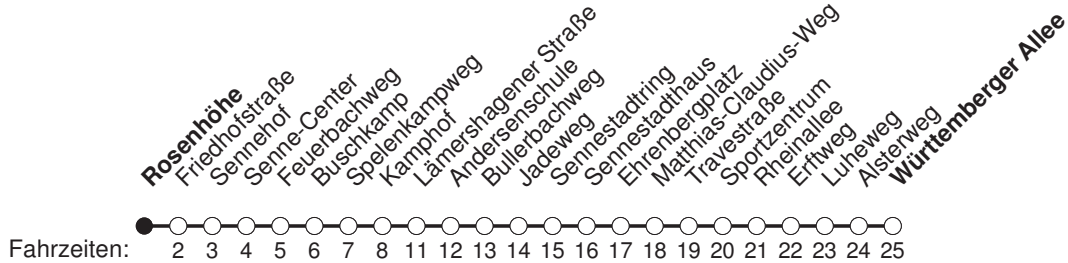 Rosenhöhe
Friedhofstraße
Sennehof
Senne-Center
Feuerbachweg
Buschkamp
Spelenkampweg
Kamphof
Lämershagener Straße
Andersenschule
Bullerbachweg
Jadeweg
Sennestadtring
Sennestadthaus
Ehrenbergplatz
Matthias-Claudius-Weg
Travestraße
Sportzentrum
Rheinallee
Erftweg
Luheweg
Alsterweg
Württemberger Allee
Fahrzeiten: 2 3 4 5 6 7 8 11 12 13 14 15 16 17 18 19 20 21 22 23 24 25